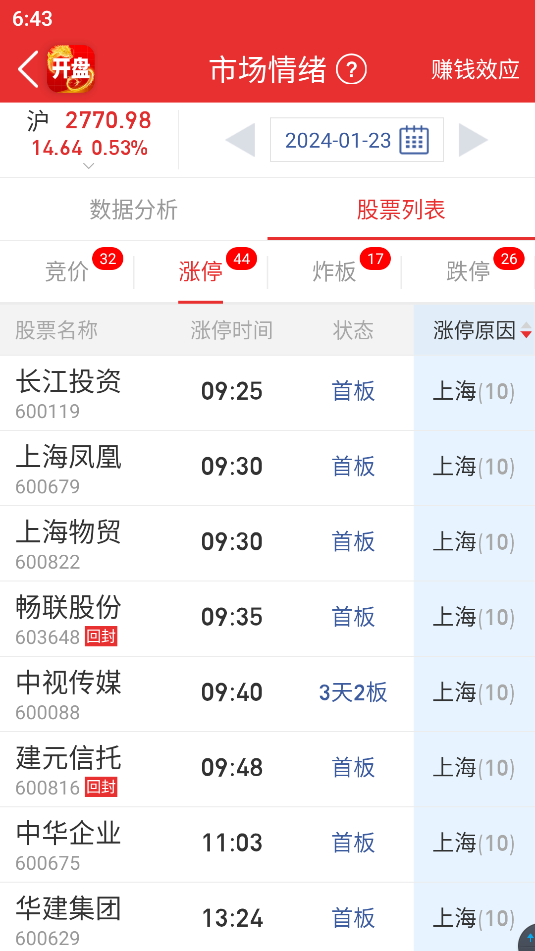 6:43
开盘
市场情绪 ?
赚钱效应
沪 2770.98
14.64 0.53%
2024-01-23
数据分析 股票列表
竞价 32 涨停 44 炸板 17 跌停 26
股票名称 涨停时间 状态 涨停原因
长江投资
600119
09:25 首板 上海(10)
上海凤凰
600679
09:30 首板 上海(10)
上海物贸
600822
09:30 首板 上海(10)
畅联股份
603648 回封
09:35 首板 上海(10)
中视传媒
600088
09:40 3天2板 上海(10)
建元信托
600816 回封
09:48 首板 上海(10)
中华企业
600675
11:03 首板 上海(10)
华建集团
600629
13:24 首板 上海(10)